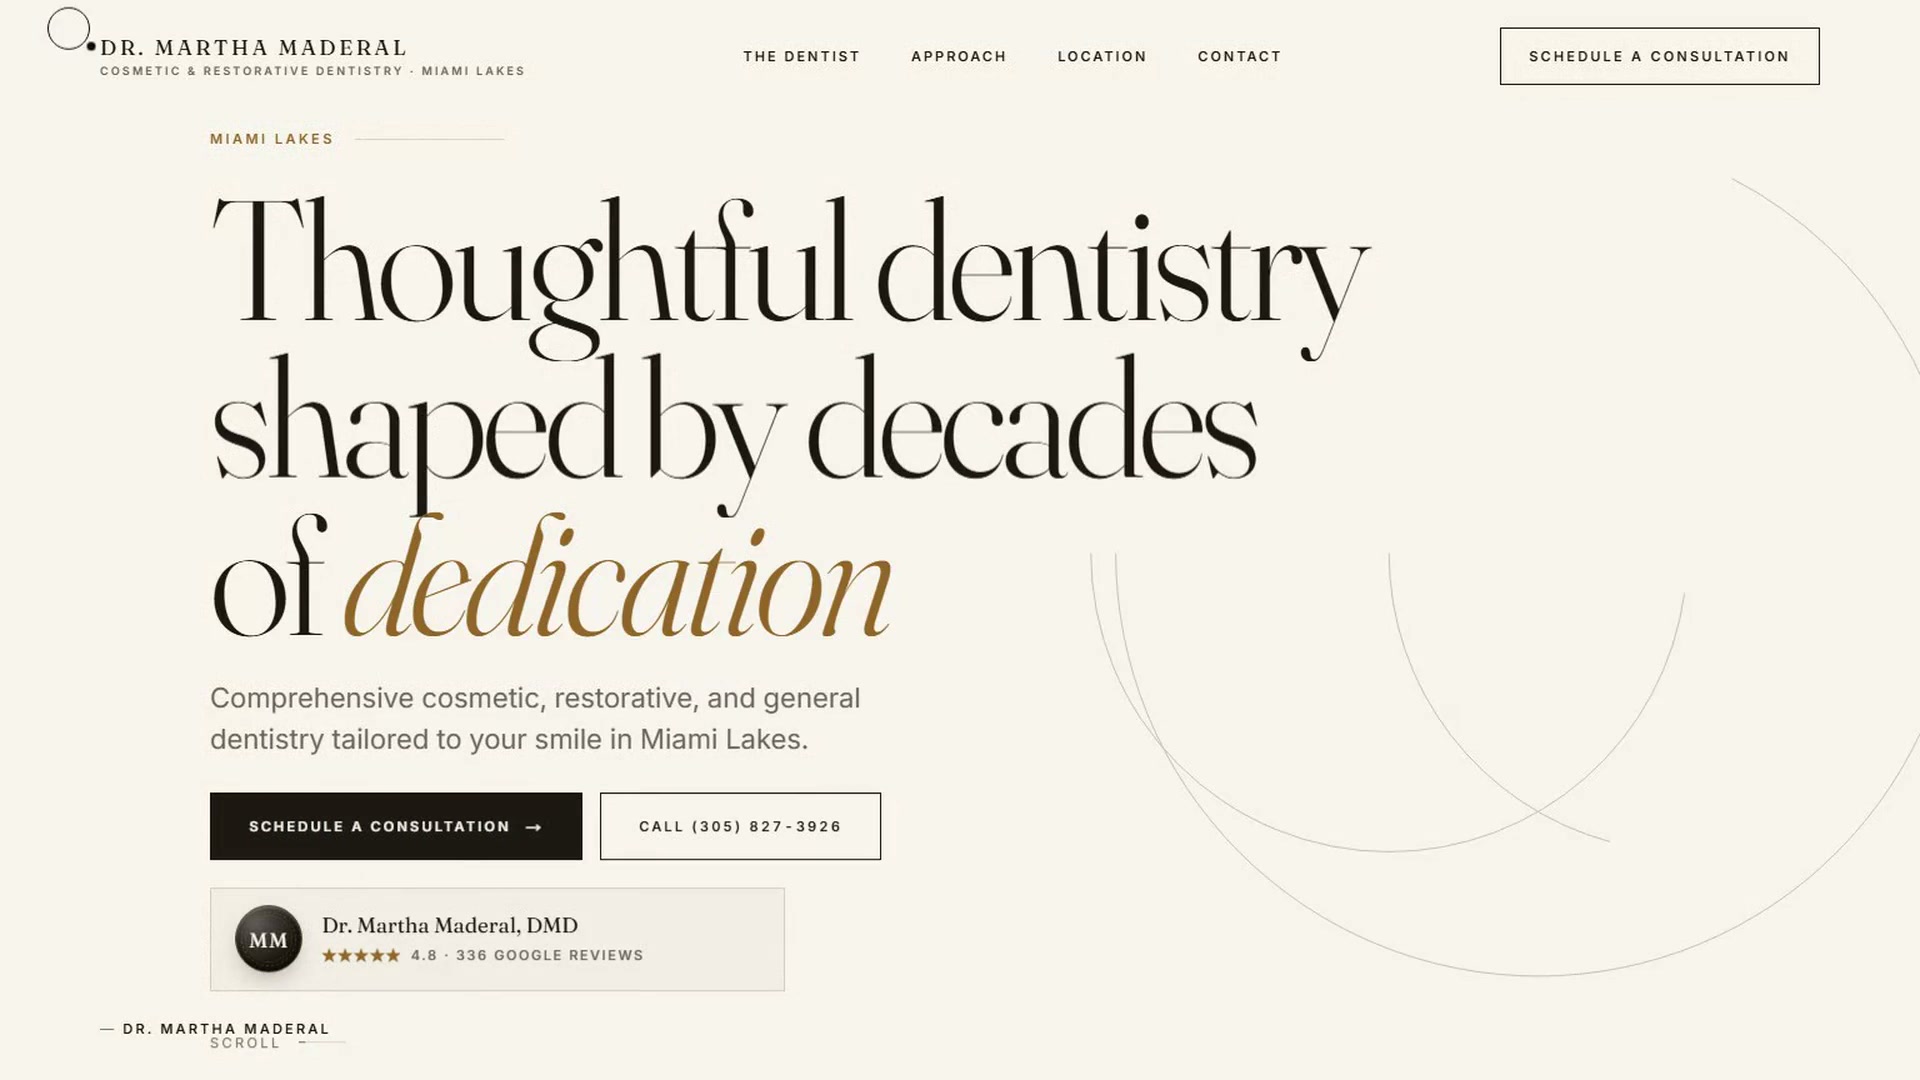 DR. MARTHA MADERAL
COSMETIC & RESTORATIVE DENTISTRY · MIAMI LAKES
THE DENTIST
APPROACH
LOCATION
CONTACT
SCHEDULE A CONSULTATION
MIAMI LAKES
Thoughtful dentistry
shaped by decades
of dedication
Comprehensive cosmetic, restorative, and general
dentistry tailored to your smile in Miami Lakes.
SCHEDULE A CONSULTATION →
CALL (305) 827-3926
MM
Dr. Martha Maderal, DMD
★★★★★ 4.8 · 336 GOOGLE REVIEWS
— DR. MARTHA MADERAL
SCROLL